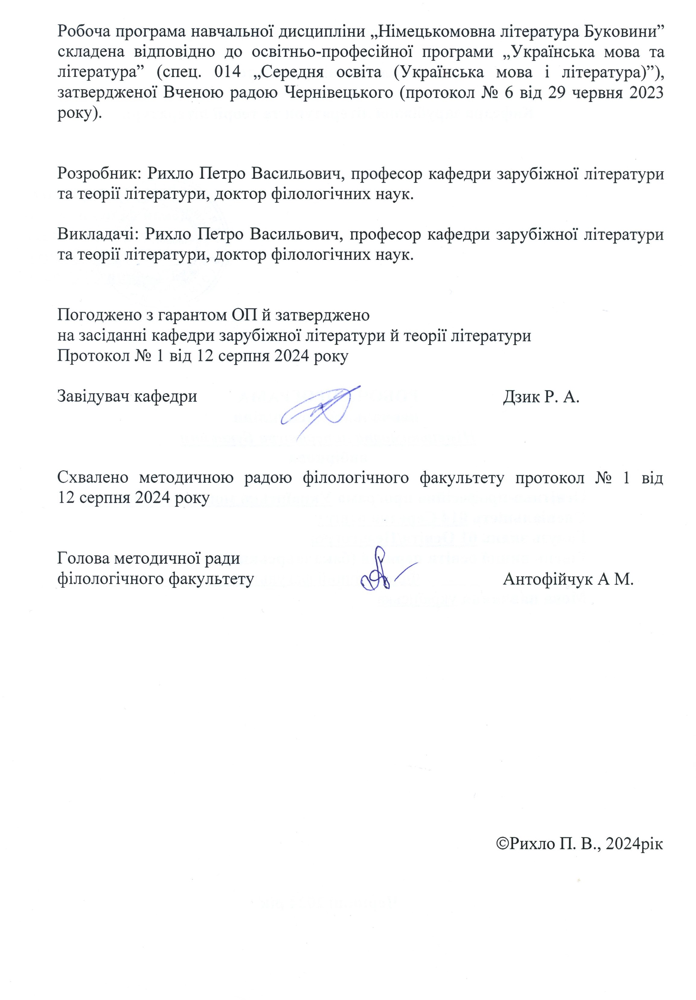 Робоча програма навчальної дисципліни „Німецькомовна література Буковини”
складена відповідно до освітньо-професійної програми „Українська мова та
література” (спец. 014 „Середня освіта (Українська мова і література)”),
затвердженої Вченою радою Чернівецького (протокол № 6 від 29 червня 2023
року).
Розробник: Рихло Петро Васильович, професор кафедри зарубіжної літератури
та теорії літератури, доктор філологічних наук.
Викладачі: Рихло Петро Васильович, професор кафедри зарубіжної літератури
та теорії літератури, доктор філологічних наук.
Погоджено з гарантом ОП й затверджено
на засіданні кафедри зарубіжної літератури й теорії літератури
Протокол № 1 від 12 серпня 2024 року
Завідувач кафедри Дзик Р. А.
Схвалено методичною радою філологічного факультету протокол № 1 від
12 серпня 2024 року
Голова методичної ради
філологічного факультету Антофійчук А М.
©Рихло П. В., 2024рік